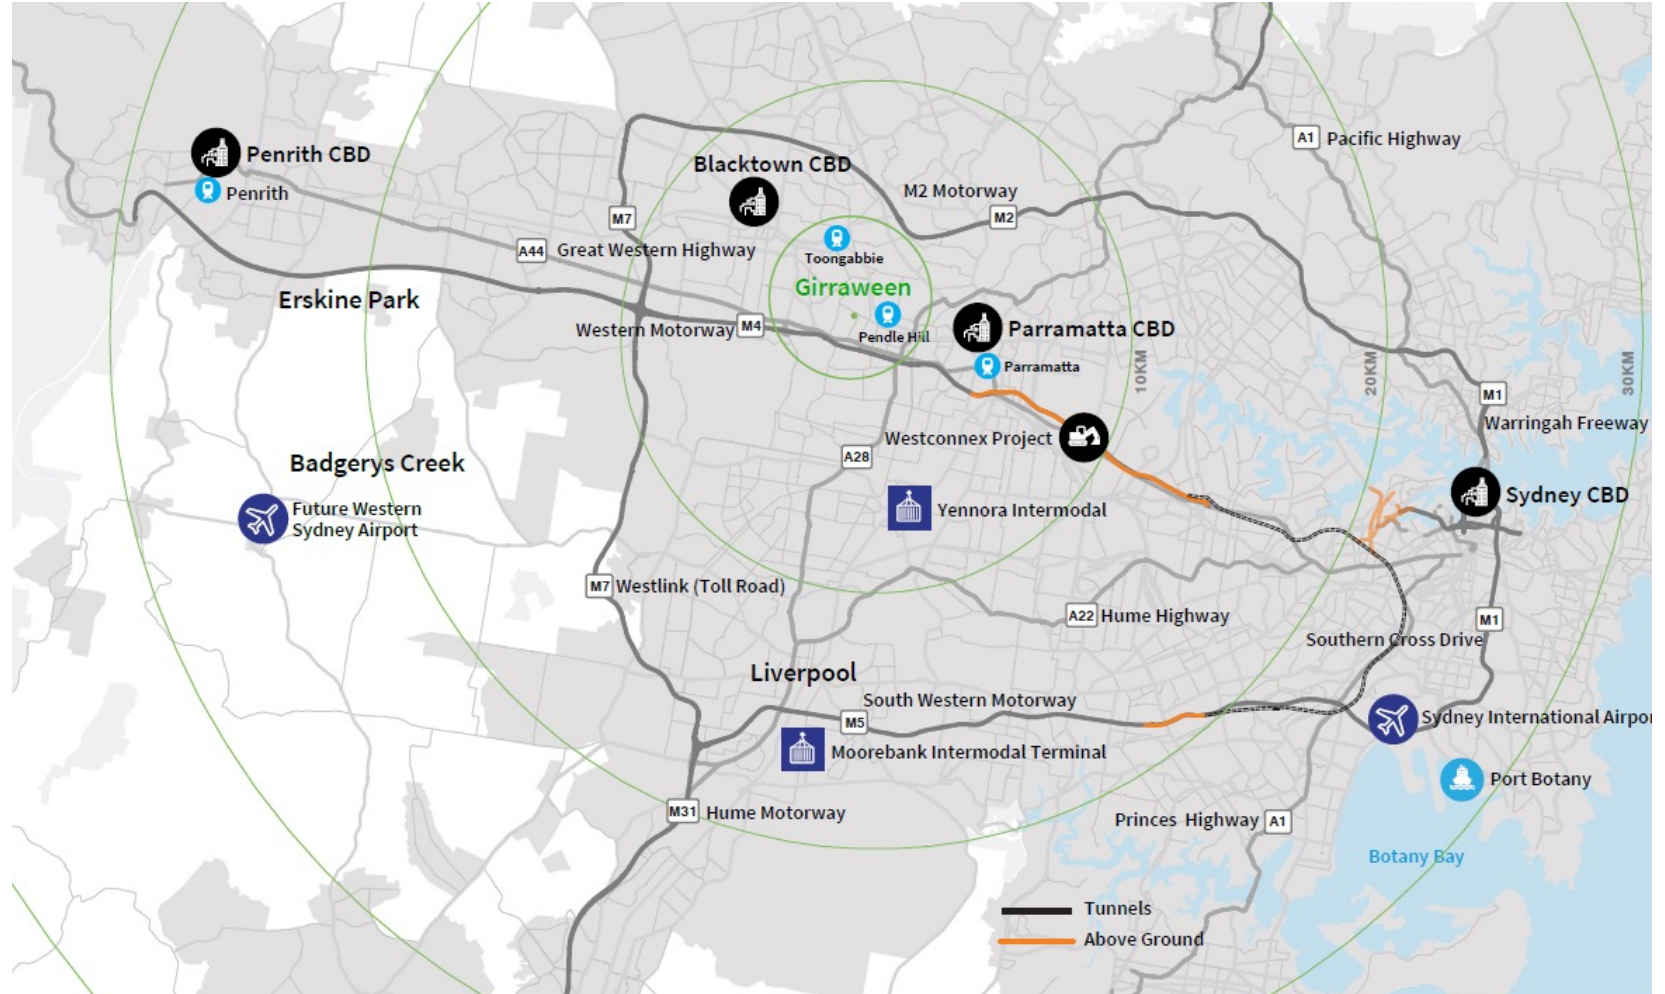 A1
Pacific Highway
Penrith CBD
Penrith
Blacktown CBD
M2 Motorway
M2
M7
A44
Great Western Highway
Toongabbie
Girraween
Erskine Park
Western Motorway
M4
Pendle Hill
Parramatta CBD
Parramatta
10KM
20KM
30KM
M1
Warringah Freeway
Westconnex Project
A28
Badgerys Creek
Future Western
Sydney Airport
Yennora Intermodal
Sydney CBD
M7
Westlink (Toll Road)
A22
Hume Highway
M1
Southern Cross Drive
Liverpool
South Western Motorway
M5
Sydney International Airpor
Moorebank Intermodal Terminal
Port Botany
M31
Hume Motorway
Princes Highway
A1
Botany Bay
Tunnels
Above Ground